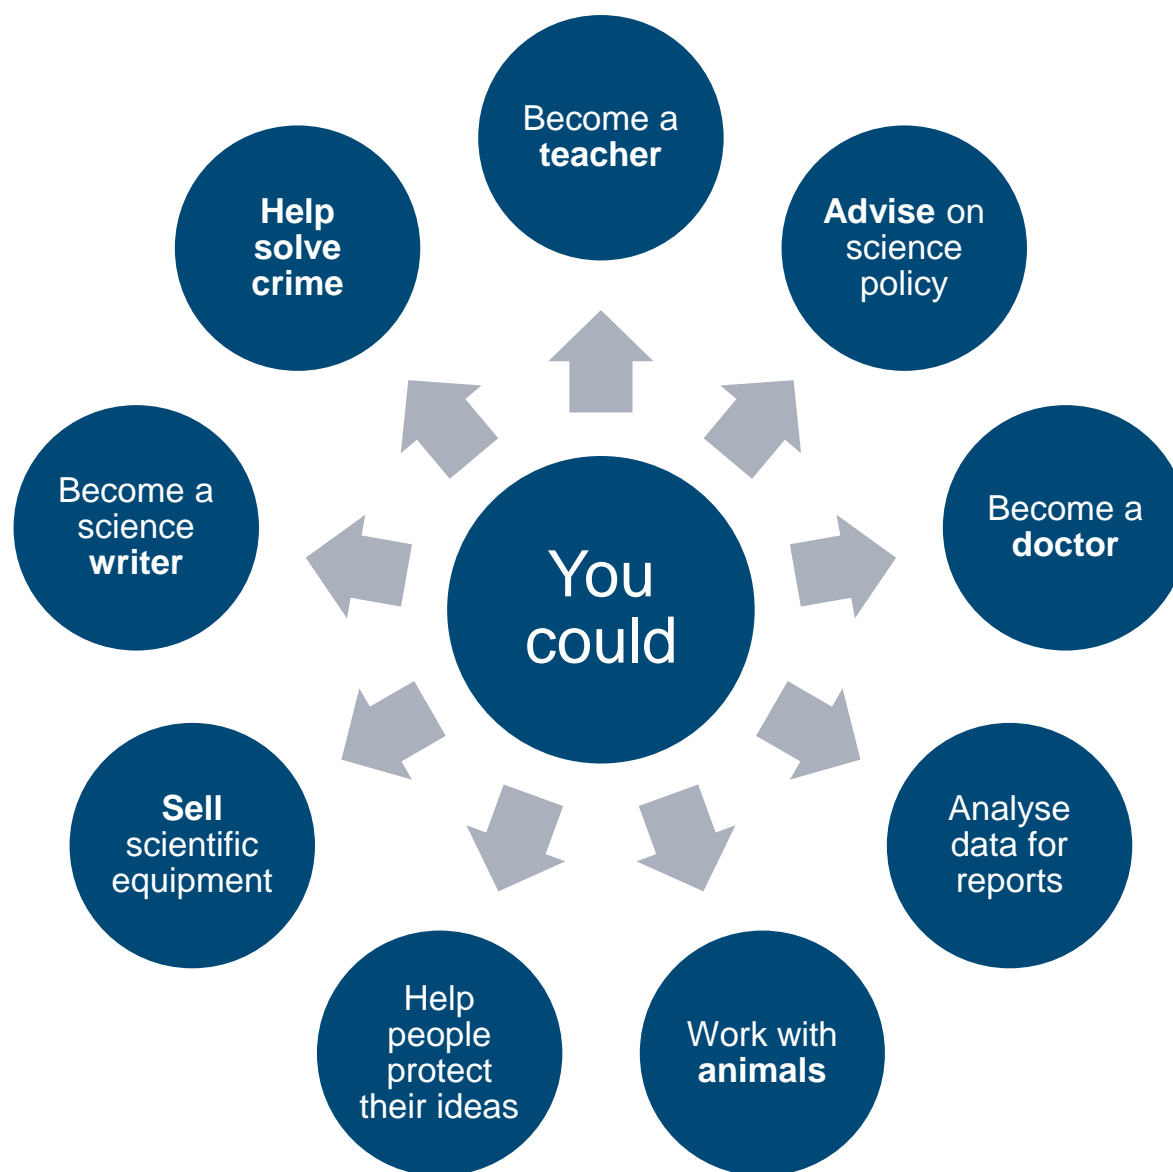 Become a
teacher
Advise on
science
policy
Become a
doctor
Analyse
data for
reports
Work with
animals
Help
people
protect
their ideas
Sell
scientific
equipment
Become a
science
writer
Help
solve
crime
You
could